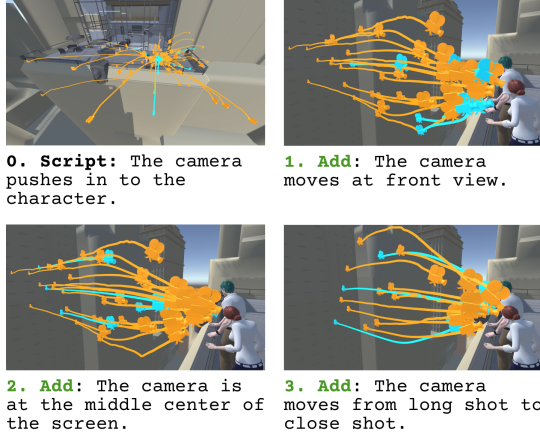 0. Script: The camera
pushes in to the
character.
1. Add: The camera
moves at front view.
2. Add: The camera is
at the middle center of
the screen.
3. Add: The camera
moves from long shot to
close shot.